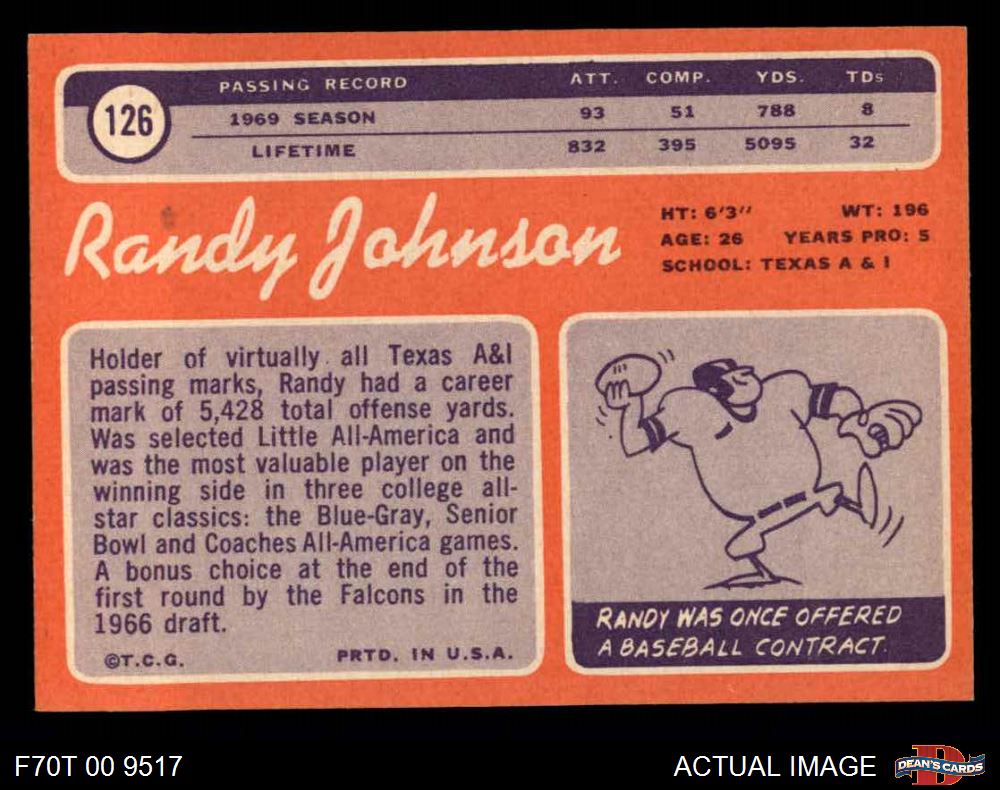 PASSING RECORD ATT. COMP. YDS. TDs
126
1969 SEASON 93 51 788 8
LIFETIME 832 395 5095 32
Randy Johnson
HT: 6'3" WT: 196
AGE: 26 YEARS PRO: 5
SCHOOL: TEXAS A & I
Holder of virtually all Texas A&I
passing marks, Randy had a career
mark of 5,428 total offense yards.
Was selected Little All-America and
was the most valuable player on the
winning side in three college all-
star classics: the Blue-Gray, Senior
Bowl and Coaches All-America games.
A bonus choice at the end of the
first round by the Falcons in the
1966 draft.
©T.C.G. PRTD. IN U.S.A.
RANDY WAS ONCE OFFERED
A BASEBALL CONTRACT.
F70T 00 9517 ACTUAL IMAGE D DEAN'S CARDS